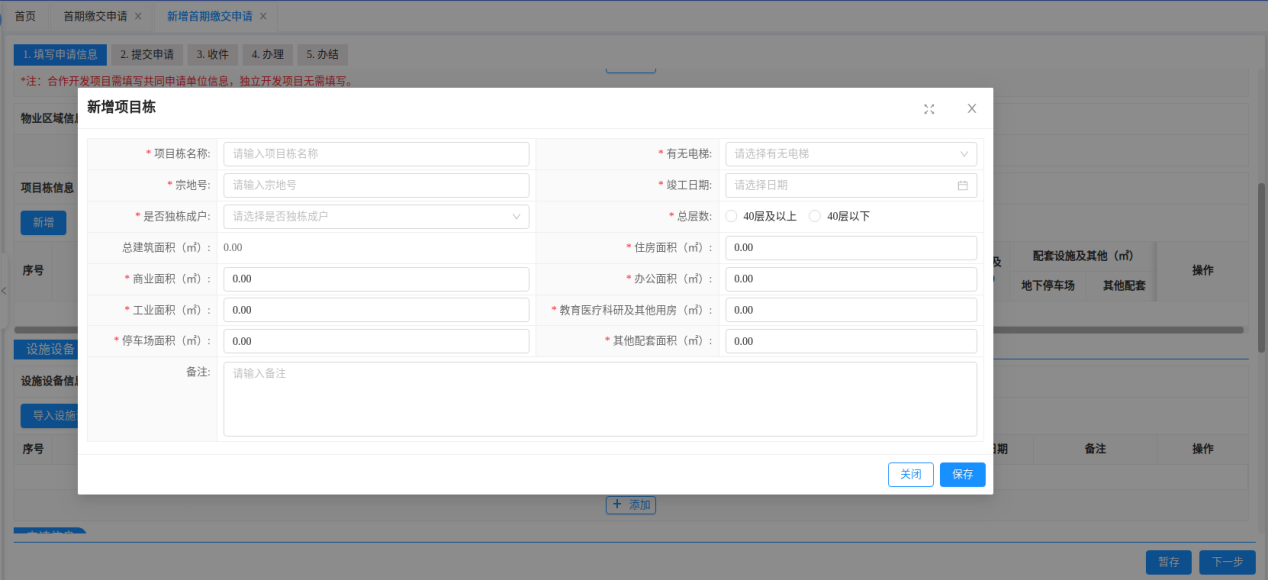 首页
首期缴交申请
新增首期缴交申请
1. 填写申请信息
2. 提交申请
3. 收件
4. 办理
5. 办结
*注：合作开发项目需填写共同申请单位信息，独立开发项目无需填写。
物业区域信息
项目栋信息
新增
序号
及
配套设施及其他（㎡）
地下停车场
其他配套
操作
新增项目栋
* 项目栋名称:
请输入项目栋名称
* 有无电梯:
请选择有无电梯
* 宗地号:
请输入宗地号
* 竣工日期:
请选择日期
* 是否独栋成户:
请选择是否独栋成户
* 总层数:
40层及以上
40层以下
总建筑面积（㎡）:
0.00
* 住房面积（㎡）:
0.00
* 商业面积（㎡）:
0.00
* 办公面积（㎡）:
0.00
* 工业面积（㎡）:
0.00
* 教育医疗科研及其他用房（㎡）:
0.00
* 停车场面积（㎡）:
0.00
* 其他配套面积（㎡）:
0.00
备注:
请输入备注
关闭
保存
设施设备
设施设备信息
导入设施
序号
日期
备注
操作
+ 添加
暂存
下一步